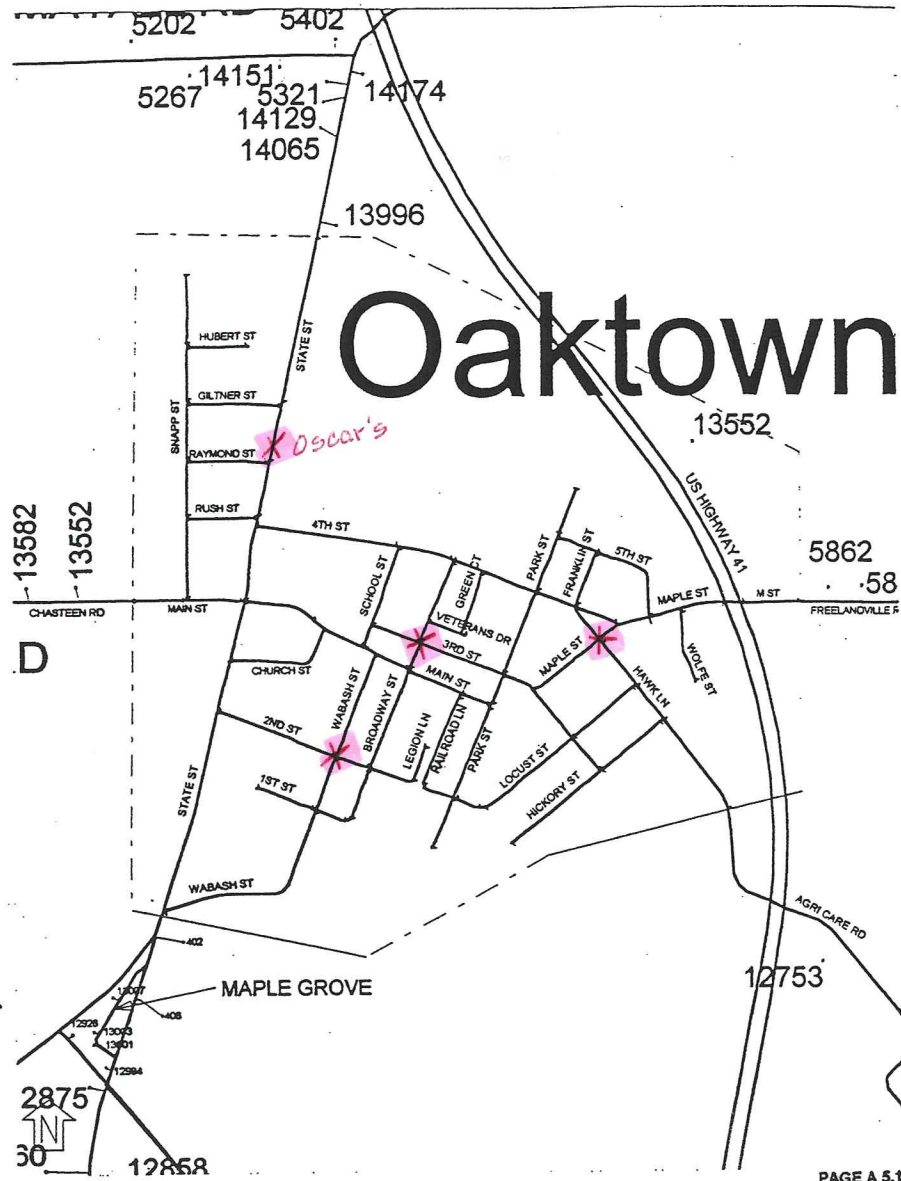 5202
5402
14151
5267
5321
14174
14129
14065
13996
Oaktown
HUBERT ST
STATE ST
GILTNER ST
SNAPP ST
Oscar's
RAYMOND ST
13552
RUSH ST
US HIGHWAY 41
4TH ST
13582
13552
SCHOOL ST
GREEN CT
PARK ST
FRANKLIN ST
5TH ST
5862
58
CHASTEEN RD
MAIN ST
MAPLE ST
M ST
FREELANDVILLE R
VETERANS DR
3RD ST
D
CHURCH ST
WABASH ST
BROADWAY ST
MAIN ST
MAPLE ST
WOLFE ST
HAWK LN
2ND ST
LEGION LN
RAILROAD LN
PARK ST
LOCUST ST
1ST ST
HICKORY ST
STATE ST
WABASH ST
AGRI CARE RD
402
12753
MAPLE GROVE
408
12926
13003
13001
12994
2875
N
12858
PAGE A 5.1